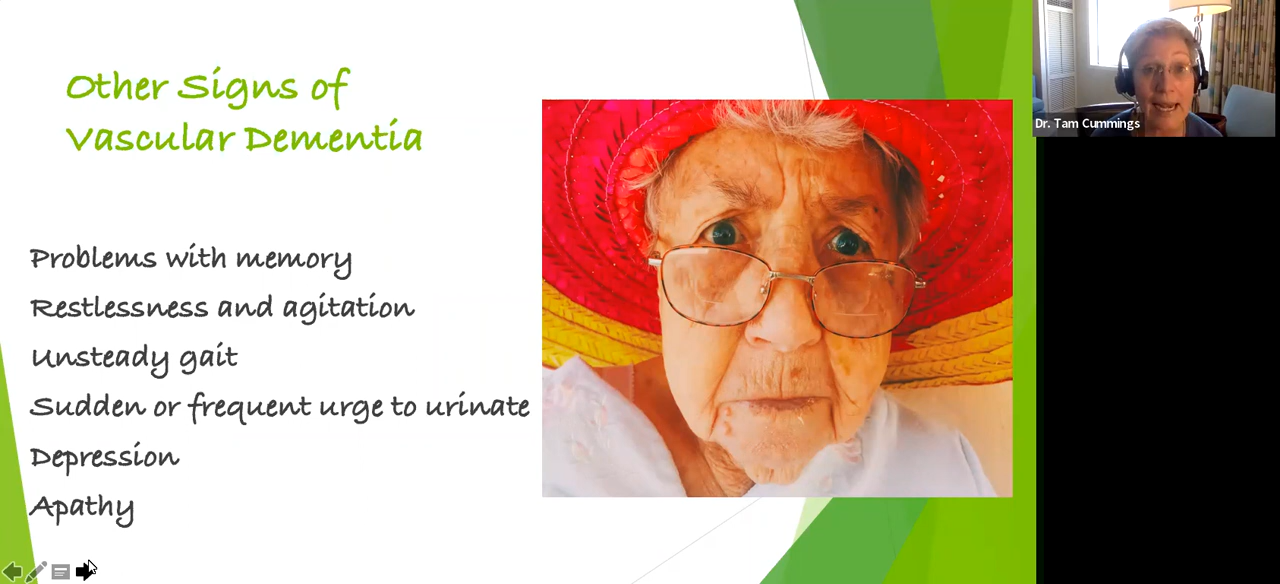 Other Signs of
Vascular Dementia
Problems with memory
Restlessness and agitation
Unsteady gait
Sudden or frequent urge to urinate
Depression
Apathy
Dr. Tam Cummings